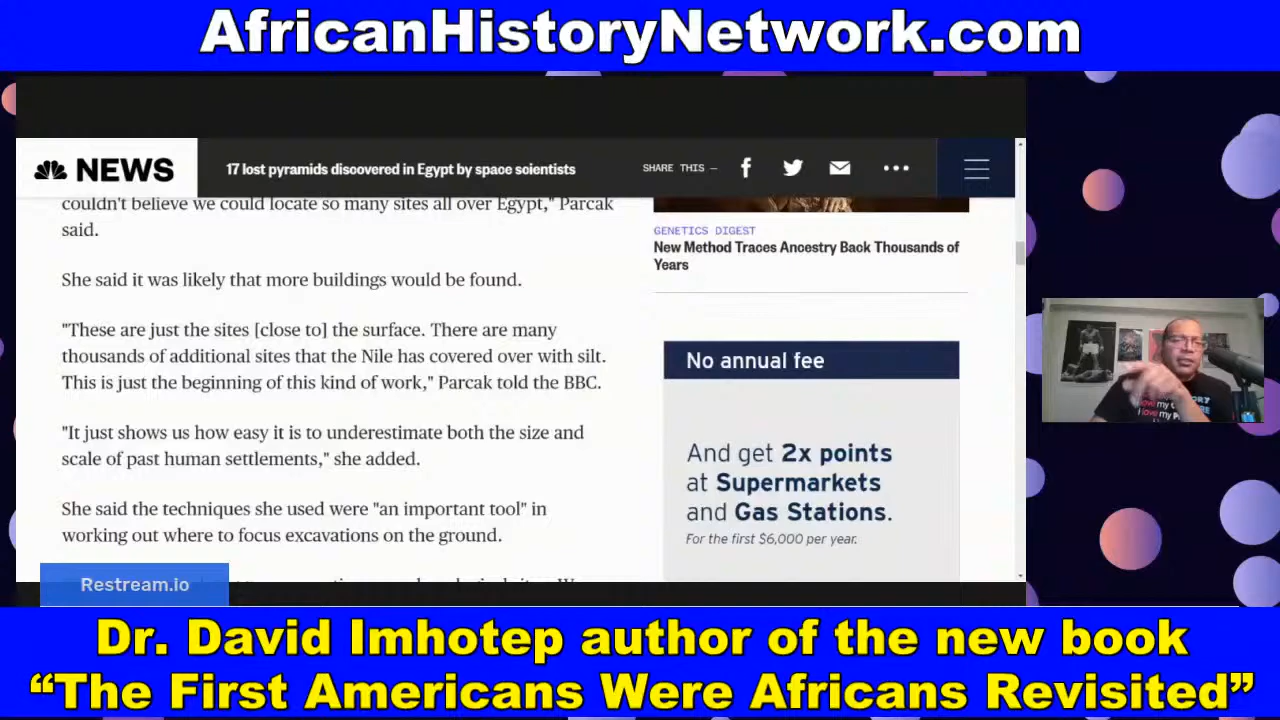 AfricanHistoryNetwork.com
NEWS
17 lost pyramids discovered in Egypt by space scientists
SHARE THIS —
couldn't believe we could locate so many sites all over Egypt," Parcak
said.
She said it was likely that more buildings would be found.
"These are just the sites [close to] the surface. There are many
thousands of additional sites that the Nile has covered over with silt.
This is just the beginning of this kind of work," Parcak told the BBC.
"It just shows us how easy it is to underestimate both the size and
scale of past human settlements," she added.
She said the techniques she used were "an important tool" in
working out where to focus excavations on the ground.
GENETICS DIGEST
New Method Traces Ancestry Back Thousands of
Years
No annual fee
And get 2x points
at Supermarkets
and Gas Stations.
For the first $6,000 per year.
Restream.io
Dr. David Imhotep author of the new book
“The First Americans Were Africans Revisited”